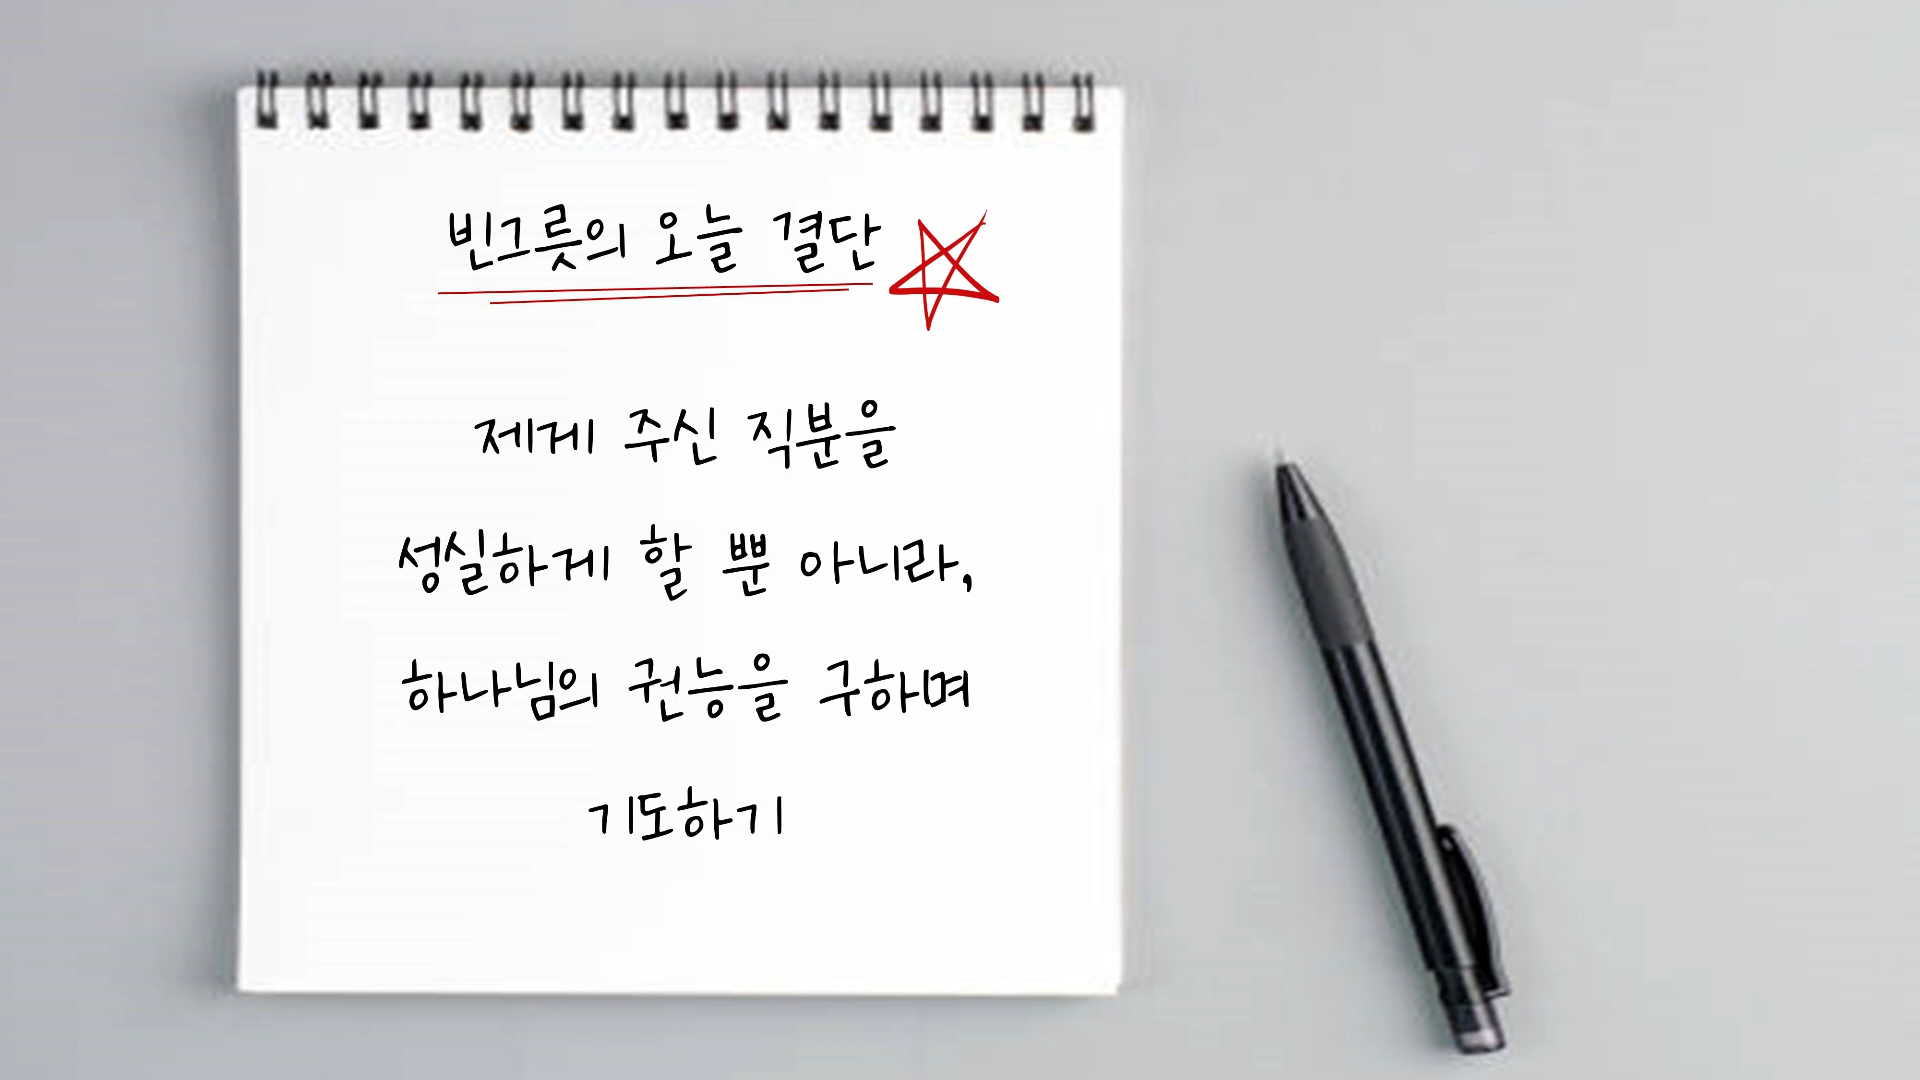 빈그릇의 오늘 결단
제게 주신 직분을
성실하게 할 뿐 아니라,
하나님의 권능을 구하며
기도하기